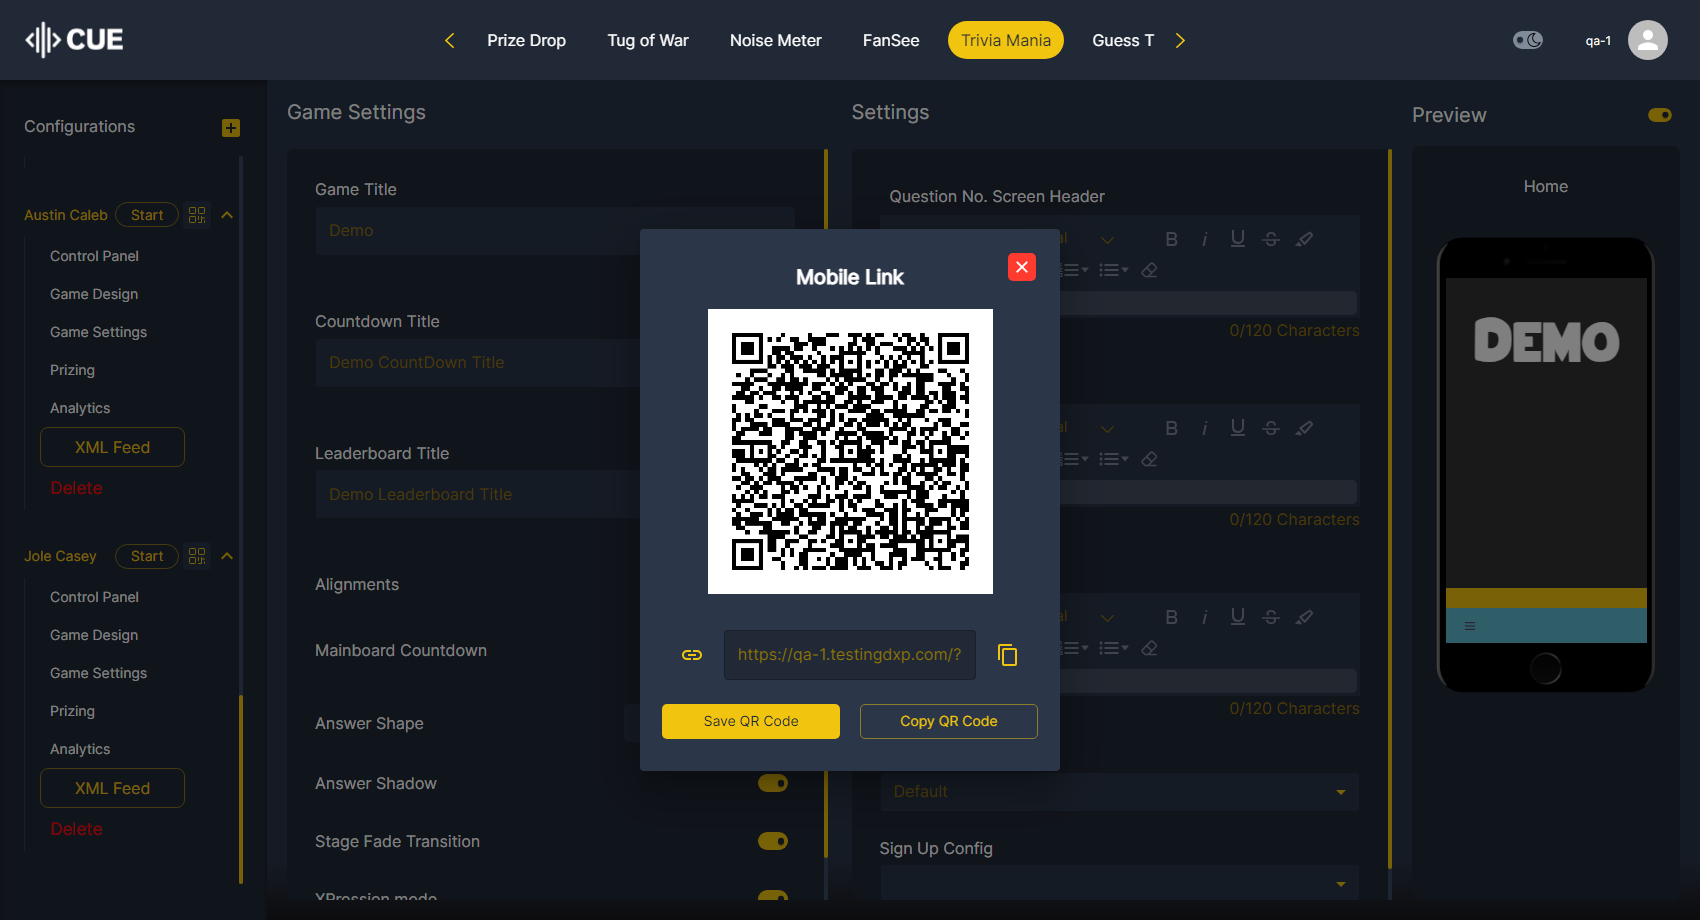 CUE
Prize Drop
Tug of War
Noise Meter
FanSee
Trivia Mania
Guess T
qa-1
Configurations
Austin Caleb
Start
Control Panel
Game Design
Game Settings
Prizing
Analytics
XML Feed
Delete
Jole Casey
Start
Control Panel
Game Design
Game Settings
Prizing
Analytics
XML Feed
Delete
Game Settings
Game Title
Demo
Countdown Title
Demo CountDown Title
Leaderboard Title
Demo Leaderboard Title
Alignments
Mainboard Countdown
Answer Shape
Answer Shadow
Stage Fade Transition
XPression mode
Mobile Link
https://qa-1.testingdxp.com/?
Save QR Code
Copy QR Code
Settings
Question No. Screen Header
B i U S
0/120 Characters
B i U S
0/120 Characters
B i U S
0/120 Characters
Default
Sign Up Config
Preview
Home
DEMO